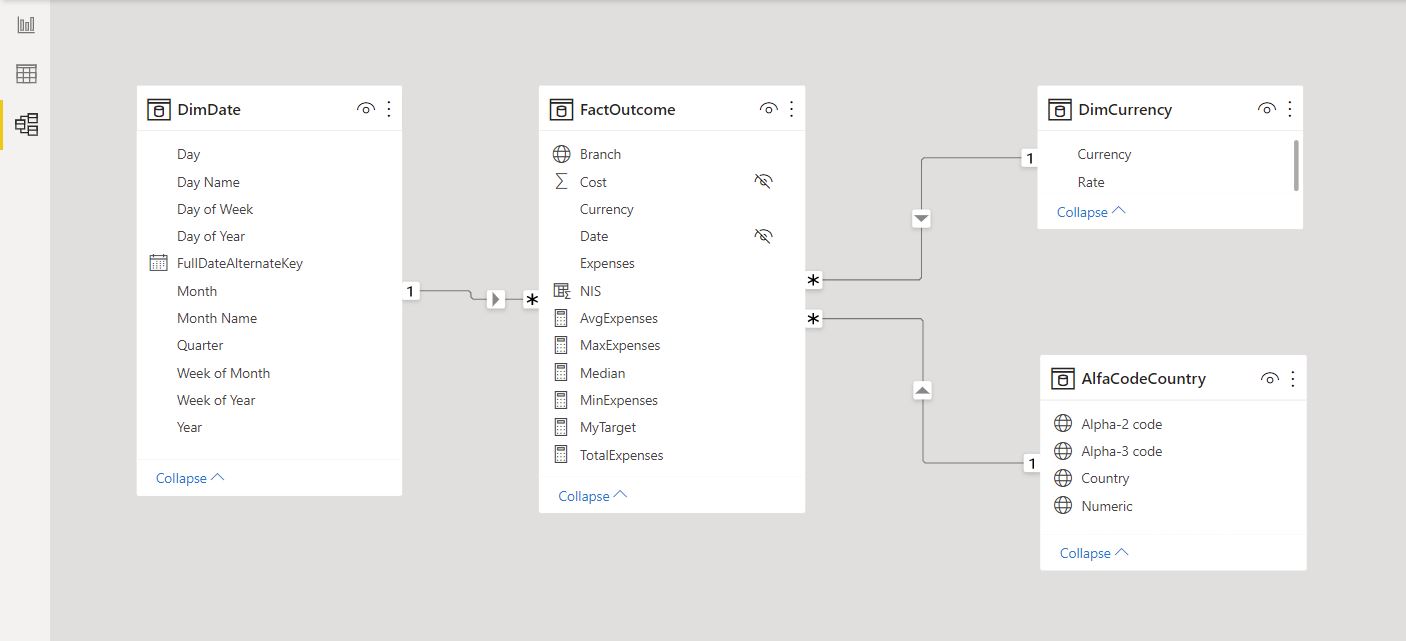 DimDate
Day
Day Name
Day of Week
Day of Year
FullDateAlternateKey
Month
Month Name
Quarter
Week of Month
Week of Year
Year
Collapse
1
*
FactOutcome
Branch
Cost
Currency
Date
Expenses
NIS
AvgExpenses
MaxExpenses
Median
MinExpenses
MyTarget
TotalExpenses
Collapse
*
*
1
DimCurrency
Currency
Rate
Collapse
1
AlfaCodeCountry
Alpha-2 code
Alpha-3 code
Country
Numeric
Collapse